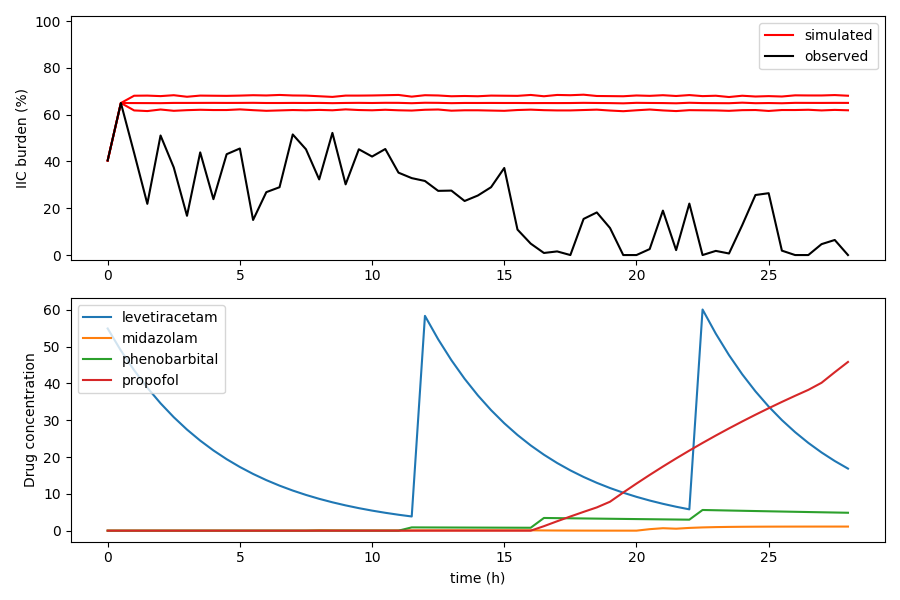 IIC burden (%)
100
80
60
40
20
0
simulated
observed
0 5 10 15 20 25
Drug concentration
60
50
40
30
20
10
0
levetiracetam
midazolam
phenobarbital
propofol
0 5 10 15 20 25
time (h)